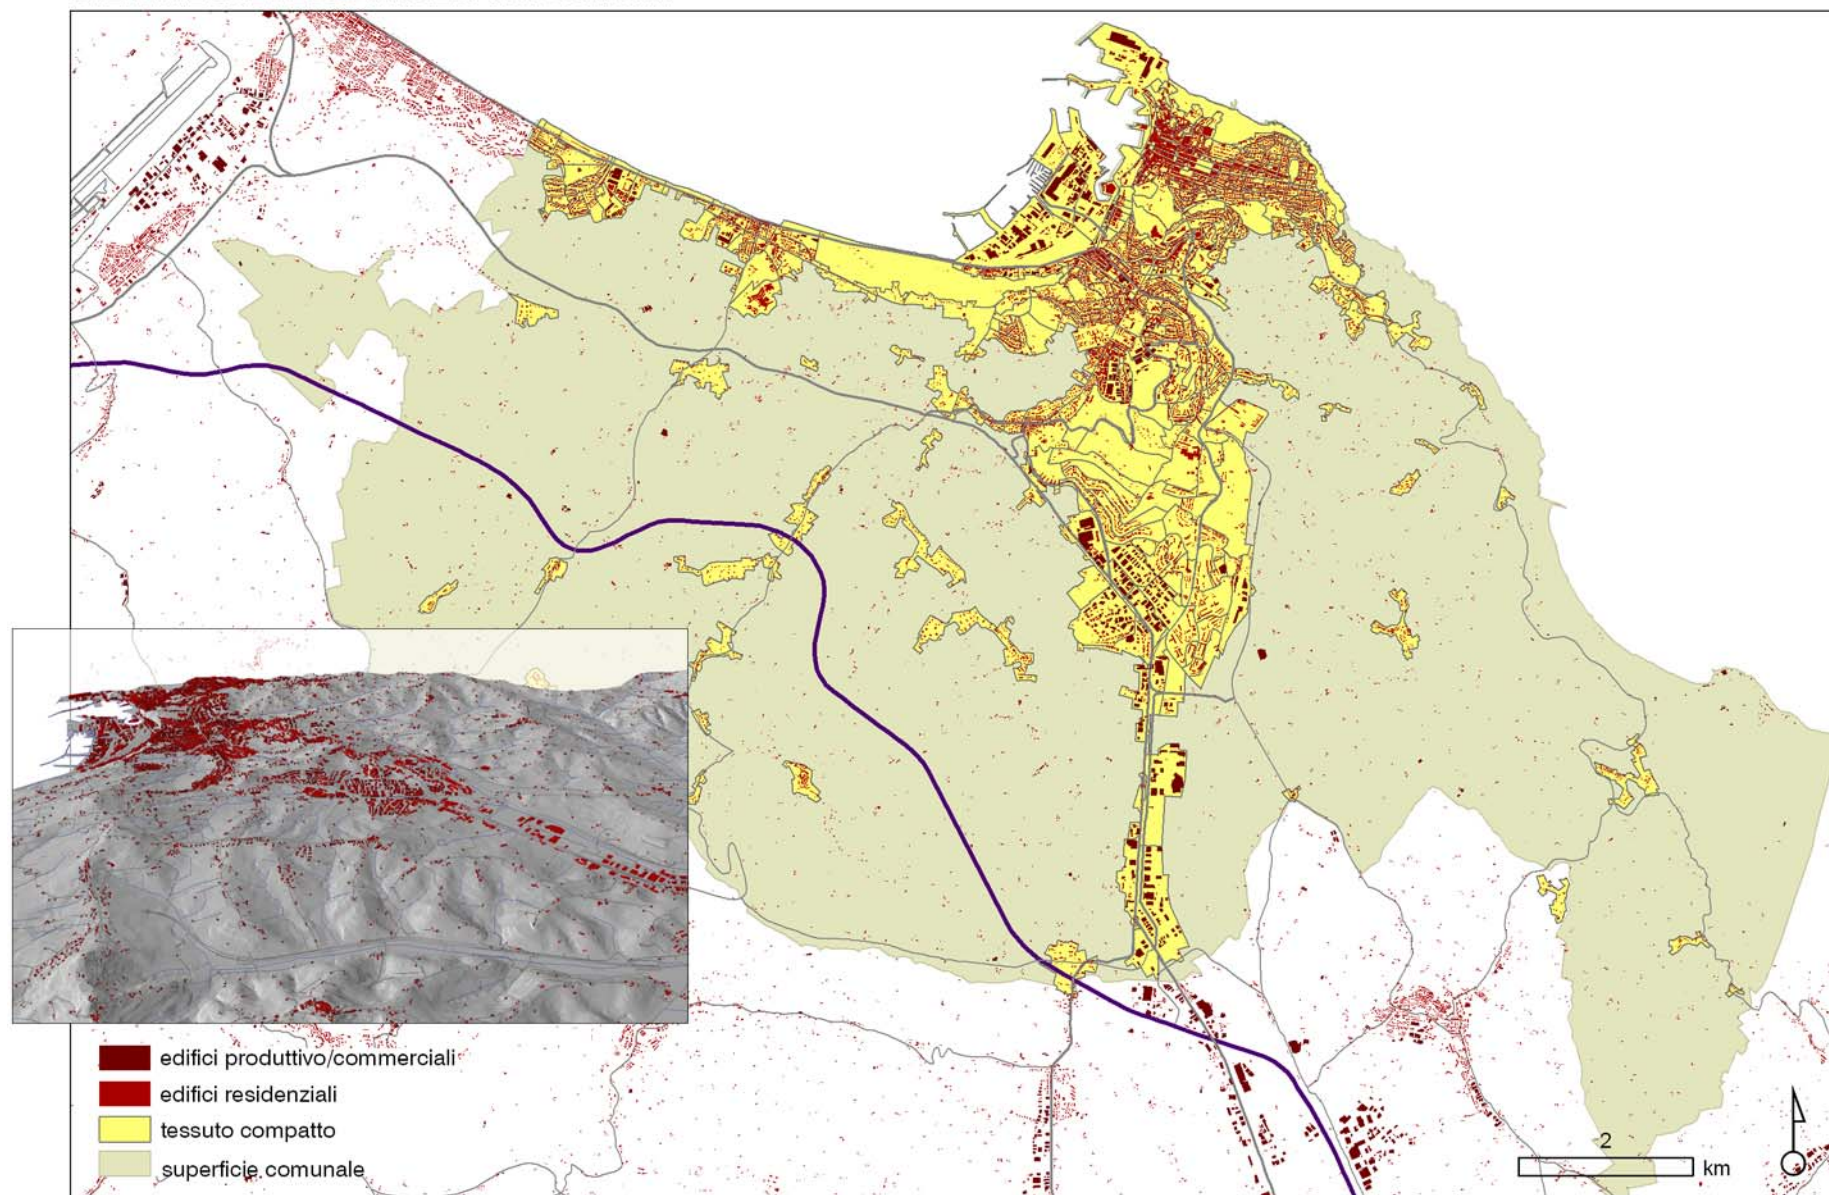 edifici produttivo/commerciali
edifici residenziali
tessuto compatto
superficie comunale
2
km